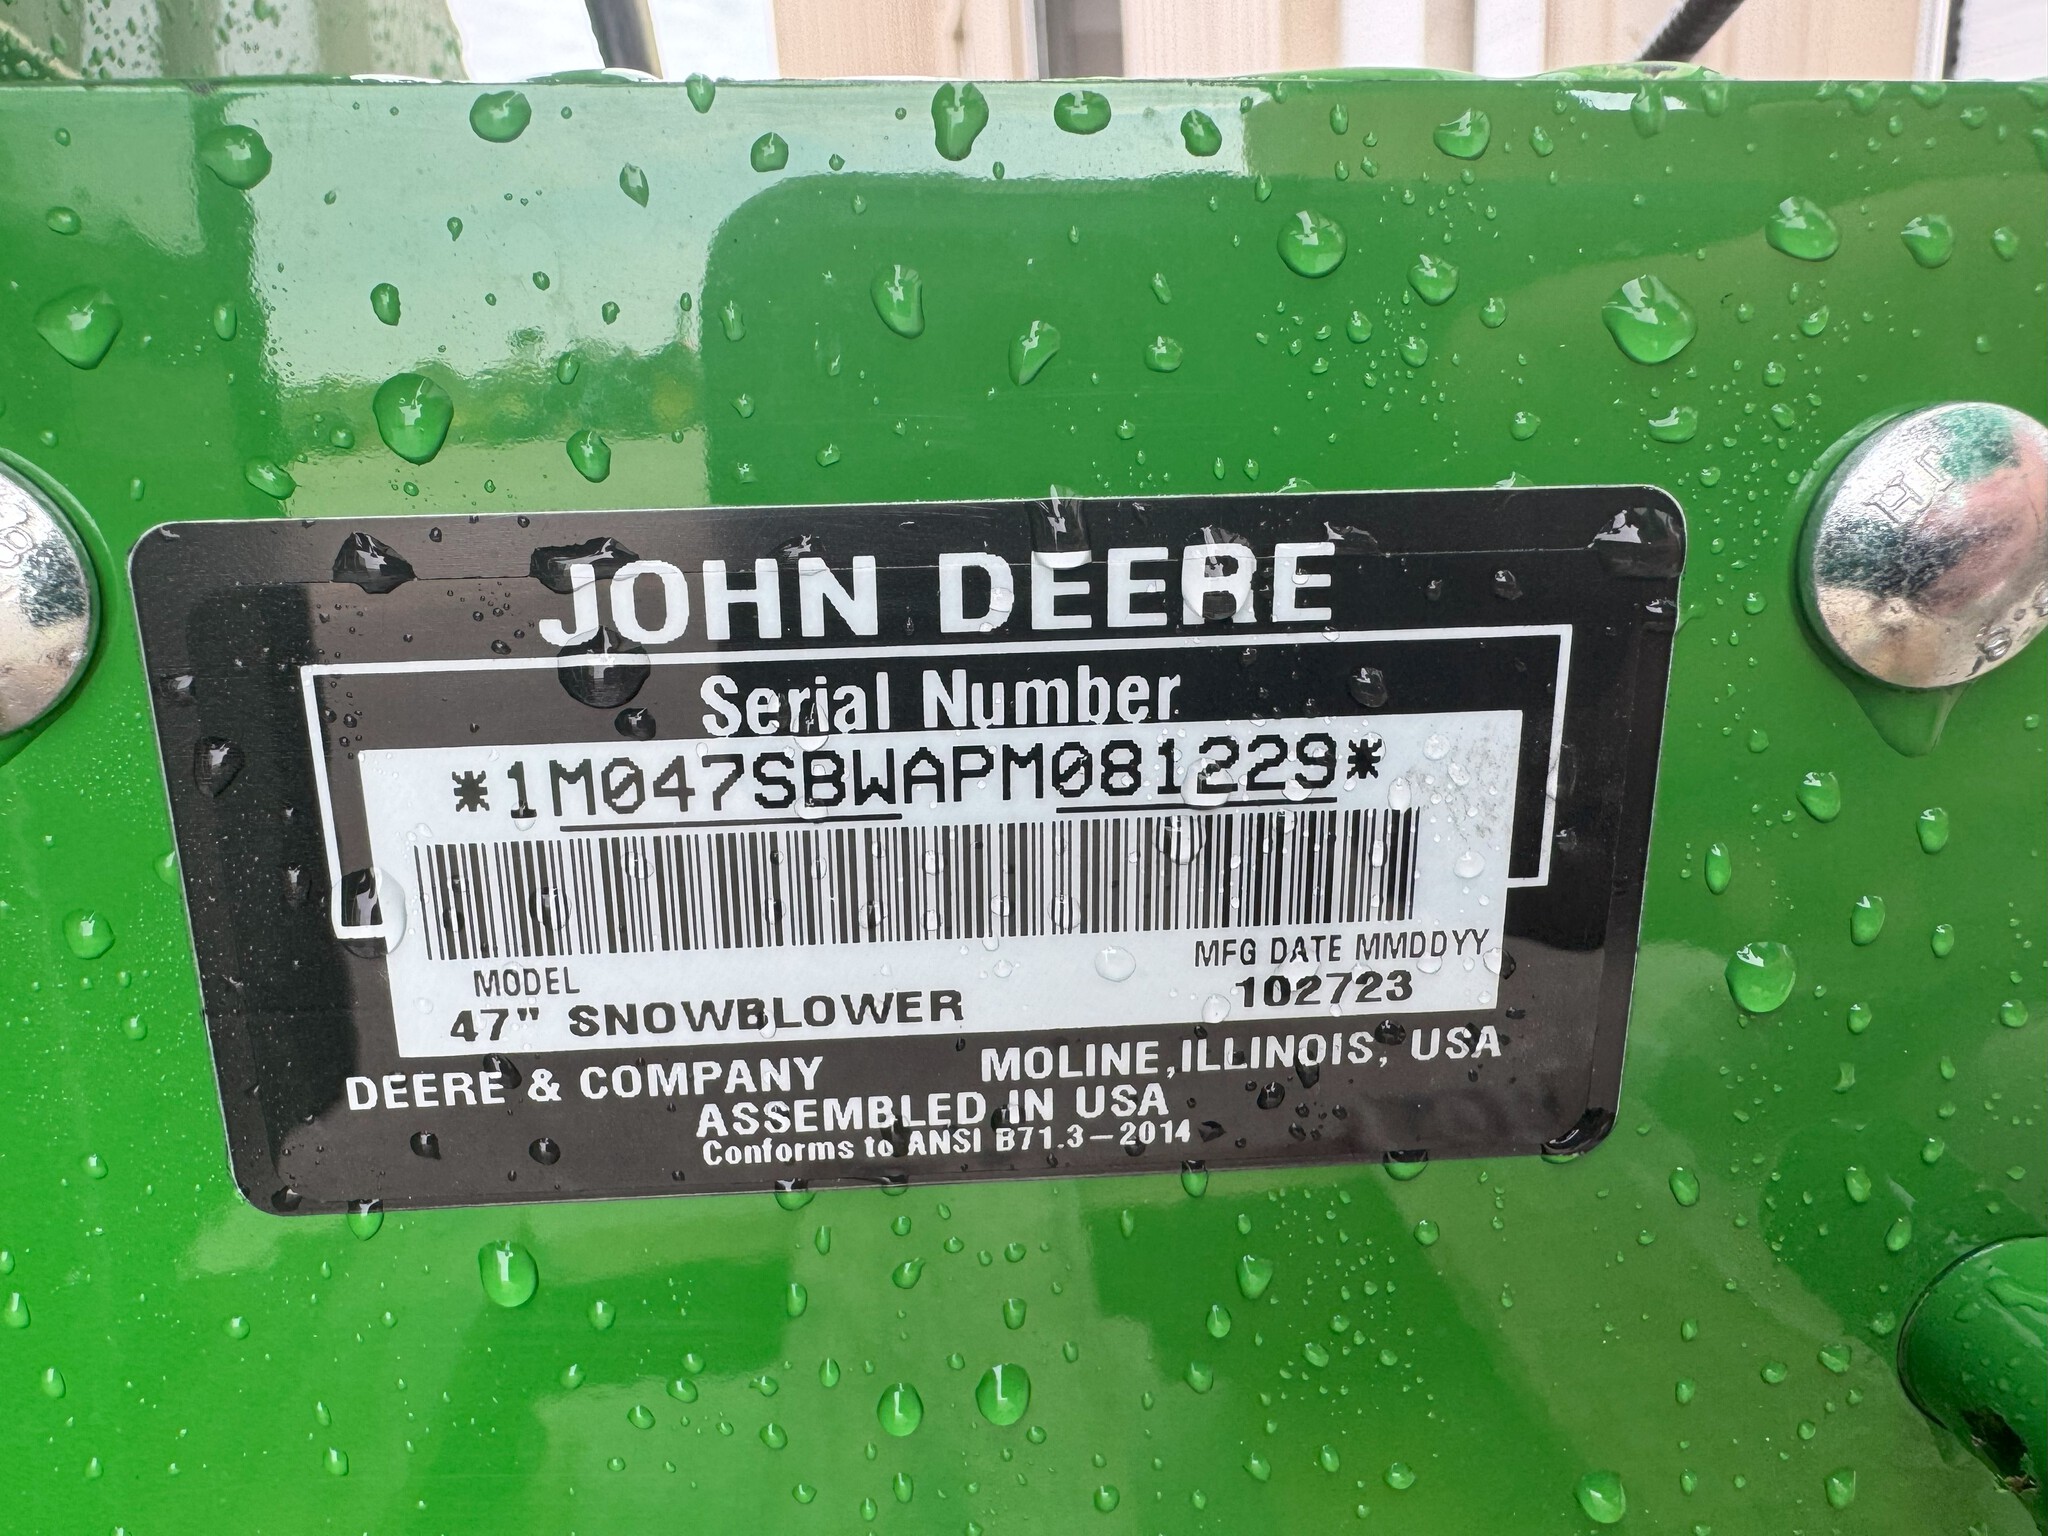 JOHN DEERE
Serial Number
*1M047SBWAPM081229*
MODEL
47" SNOWBLOWER
MFG DATE MMDDYY
102723
DEERE & COMPANY MOLINE, ILLINOIS, USA
ASSEMBLED IN USA
Conforms to ANSI B71.3-2014